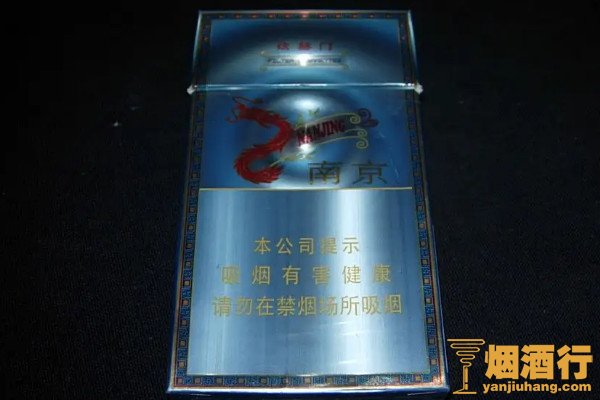 炫赫门
NANJING
南京
本公司提示
吸烟有害健康
请勿在禁烟场所吸烟
烟酒行
yanjiuhang.com